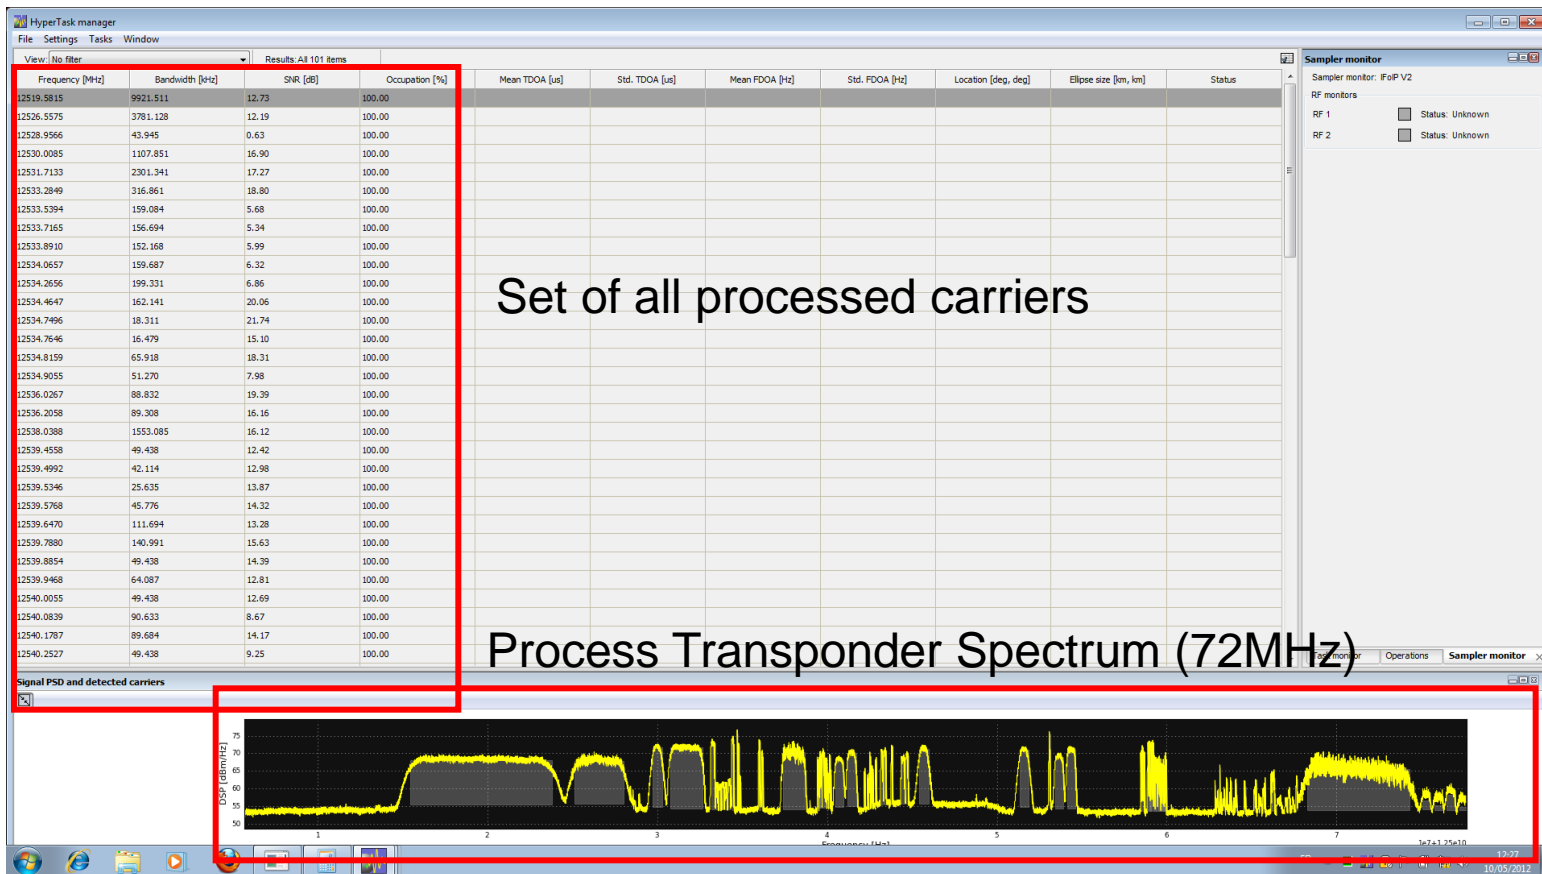 HyperTask manager
File Settings Tasks Window
View: No filter Results: All 101 items
Frequency [MHz] Bandwidth [kHz] SNR [dB] Occupation [%] Mean TDOA [us] Std. TDOA [us] Mean FDOA [Hz] Std. FDOA [Hz] Location [deg, deg] Ellipse size [km, km] Status
12519.5815 9921.511 12.73 100.00
12526.5575 3781.128 12.19 100.00
12528.9566 43.945 0.63 100.00
12530.0085 1107.851 16.90 100.00
12531.7133 2301.341 17.27 100.00
12533.2849 316.861 18.80 100.00
12533.5394 159.084 5.68 100.00
12533.7165 156.694 5.34 100.00
12533.8910 152.168 5.99 100.00
12534.0657 159.687 6.32 100.00
12534.2656 199.331 6.86 100.00
12534.4647 162.141 20.06 100.00
12534.7496 18.311 21.74 100.00
12534.7646 16.479 15.10 100.00
12534.8159 65.918 18.31 100.00
12534.9055 51.270 7.98 100.00
12536.0267 88.832 19.39 100.00
12536.2058 89.308 16.16 100.00
12538.0388 1553.085 16.12 100.00
12539.4558 49.438 12.42 100.00
12539.4992 42.114 12.98 100.00
12539.5346 25.635 13.87 100.00
12539.5768 45.776 14.32 100.00
12539.6470 111.694 13.28 100.00
12539.7880 140.991 15.63 100.00
12539.8854 49.438 14.39 100.00
12539.9468 64.087 12.81 100.00
12540.0055 49.438 12.69 100.00
12540.0839 90.633 8.67 100.00
12540.1787 89.684 14.17 100.00
12540.2527 49.438 9.25 100.00
Set of all processed carriers
Process Transponder Spectrum (72MHz)
Sampler monitor
Sampler monitor: IFoIP V2
RF monitors
RF 1 Status: Unknown
RF 2 Status: Unknown
Task monitor Operations Sampler monitor
Signal PSD and detected carriers
DSP [dBm/Hz]
75
70
65
60
55
50
1 2 3 4 5 6 7
Frequency [Hz]
1e7+1.25e10
12:27
10/05/2012